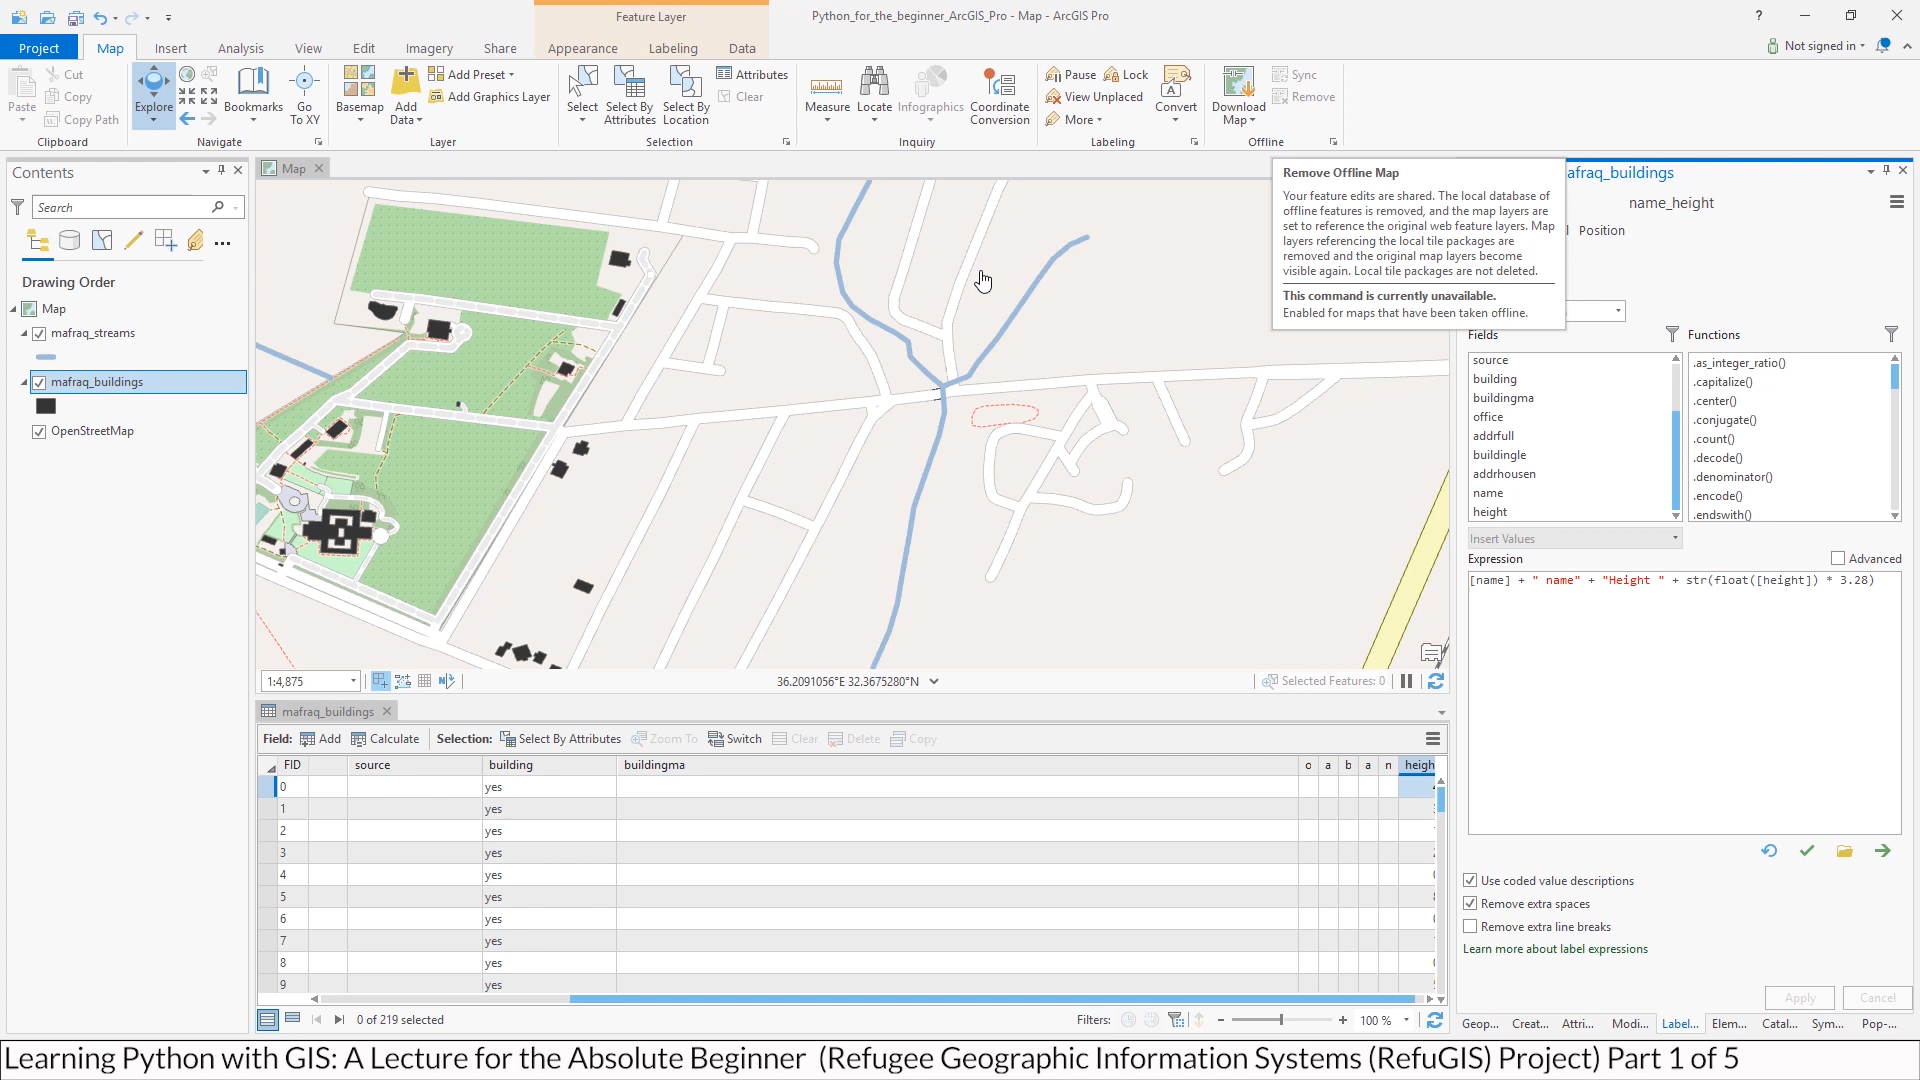 Feature Layer
Python_for_the_beginner_ArcGIS_Pro - Map - ArcGIS Pro
?
Project Map Insert Analysis View Edit Imagery Share Appearance Labeling Data
Not signed in
Paste
Cut
Copy
Copy Path
Clipboard
Explore
Bookmarks
Go To XY
Navigate
Basemap
Add Data
Add Preset
Add Graphics Layer
Layer
Select
Select By Attributes
Select By Location
Attributes
Clear
Selection
Measure
Locate
Infographics
Coordinate Conversion
Inquiry
Pause
Lock
View Unplaced
More
Convert
Labeling
Download Map
Sync
Remove
Offline
Contents
Search
Drawing Order
Map
mafraq_streams
mafraq_buildings
OpenStreetMap
Map
1:4,875
36.2091056°E 32.3675280°N
Selected Features: 0
Remove Offline Map
Your feature edits are shared. The local database of
offline features is removed, and the map layers are
set to reference the original web feature layers. Map
layers referencing the local tile packages are
removed and the original map layers become
visible again. Local tile packages are not deleted.
This command is currently unavailable.
Enabled for maps that have been taken offline.
mafraq_buildings
Field: Add Calculate Selection: Select By Attributes Zoom To Switch Clear Delete Copy
FID source building buildingma o a b a n heigh
0 yes
1 yes
2 yes
3 yes
4 yes
5 yes
6 yes
7 yes
8 yes
9 yes
0 of 219 selected
Filters:
- + 100 %
afraq_buildings
name_height
Position
Fields
source
building
buildingma
office
addrfull
buildingle
addrhousen
name
height
Functions
.as_integer_ratio()
.capitalize()
.center()
.conjugate()
.count()
.decode()
.denominator()
.encode()
.endswith()
Insert Values
Expression
Advanced
[name] + " name" + "Height " + str(float([height]) * 3.28)
Use coded value descriptions
Remove extra spaces
Remove extra line breaks
Learn more about label expressions
Apply Cancel
Geop... Creat... Attri... Modi... Label... Elem... Catal... Sym... Pop-...
Learning Python with GIS: A Lecture for the Absolute Beginner (Refugee Geographic Information Systems (RefuGIS) Project) Part 1 of 5